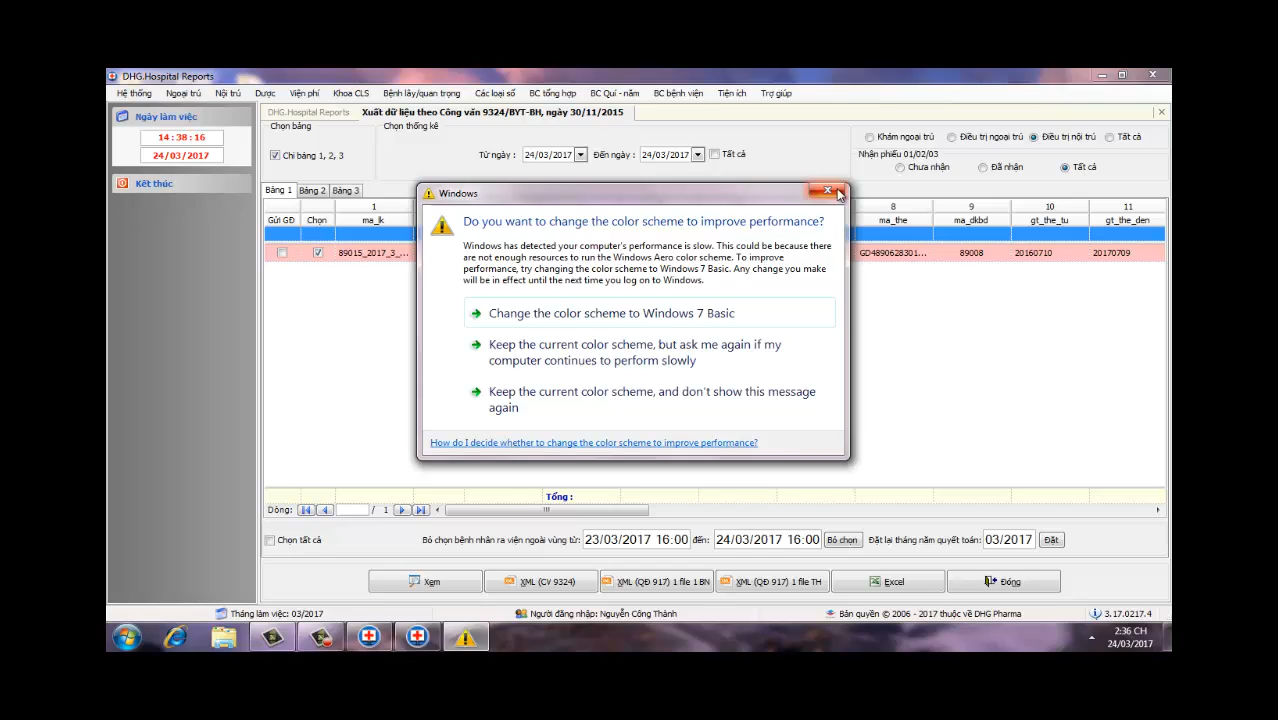 DHG.Hospital Reports
Hệ thống Ngoại trú Nội trú Dược Viện phí Khoa CLS Bệnh lây/quan trọng Các loại sổ BC tổng hợp BC Quí - năm BC bệnh viện Tiện ích Trợ giúp
Ngày làm việc
14 : 38 : 16
24/03/2017
Kết thúc
DHG.Hospital Reports Xuất dữ liệu theo Công văn 9324/BYT-BH, ngày 30/11/2015
Chọn bảng Chọn thống kê
Chỉ bảng 1, 2, 3 Từ ngày : 24/03/2017 Đến ngày : 24/03/2017 Tất cả
Khám ngoại trú Điều trị ngoại trú Điều trị nội trú Tất cả
Nhận phiếu 01/02/03
Chưa nhận Đã nhận Tất cả
Bảng 1 Bảng 2 Bảng 3
1 8 9 10 11
Gửi GĐ Chọn ma_lk ma_the ma_dkbd gt_the_tu gt_the_den
89015_2017_3_... GD4890628301... 89008 20160710 20170709
Windows
Do you want to change the color scheme to improve performance?
Windows has detected your computer's performance is slow. This could be because there
are not enough resources to run the Windows Aero color scheme. To improve
performance, try changing the color scheme to Windows 7 Basic. Any change you make
will be in effect until the next time you log on to Windows.
Change the color scheme to Windows 7 Basic
Keep the current color scheme, but ask me again if my
computer continues to perform slowly
Keep the current color scheme, and don't show this message
again
How do I decide whether to change the color scheme to improve performance?
Tổng :
Dòng: / 1
Chọn tất cả Bỏ chọn bệnh nhân ra viện ngoài vùng từ: 23/03/2017 16:00 đến: 24/03/2017 16:00 Bỏ chọn Đặt lại tháng năm quyết toán: 03/2017 Đặt
Xem XML (CV 9324) XML (QĐ 917) 1 file 1 BN XML (QĐ 917) 1 file TH Excel Đóng
Tháng làm việc: 03/2017 Người đăng nhập: Nguyễn Công Thành Bản quyền © 2006 - 2017 thuộc về DHG Pharma 3.17.0217.4
2:36 CH
24/03/2017